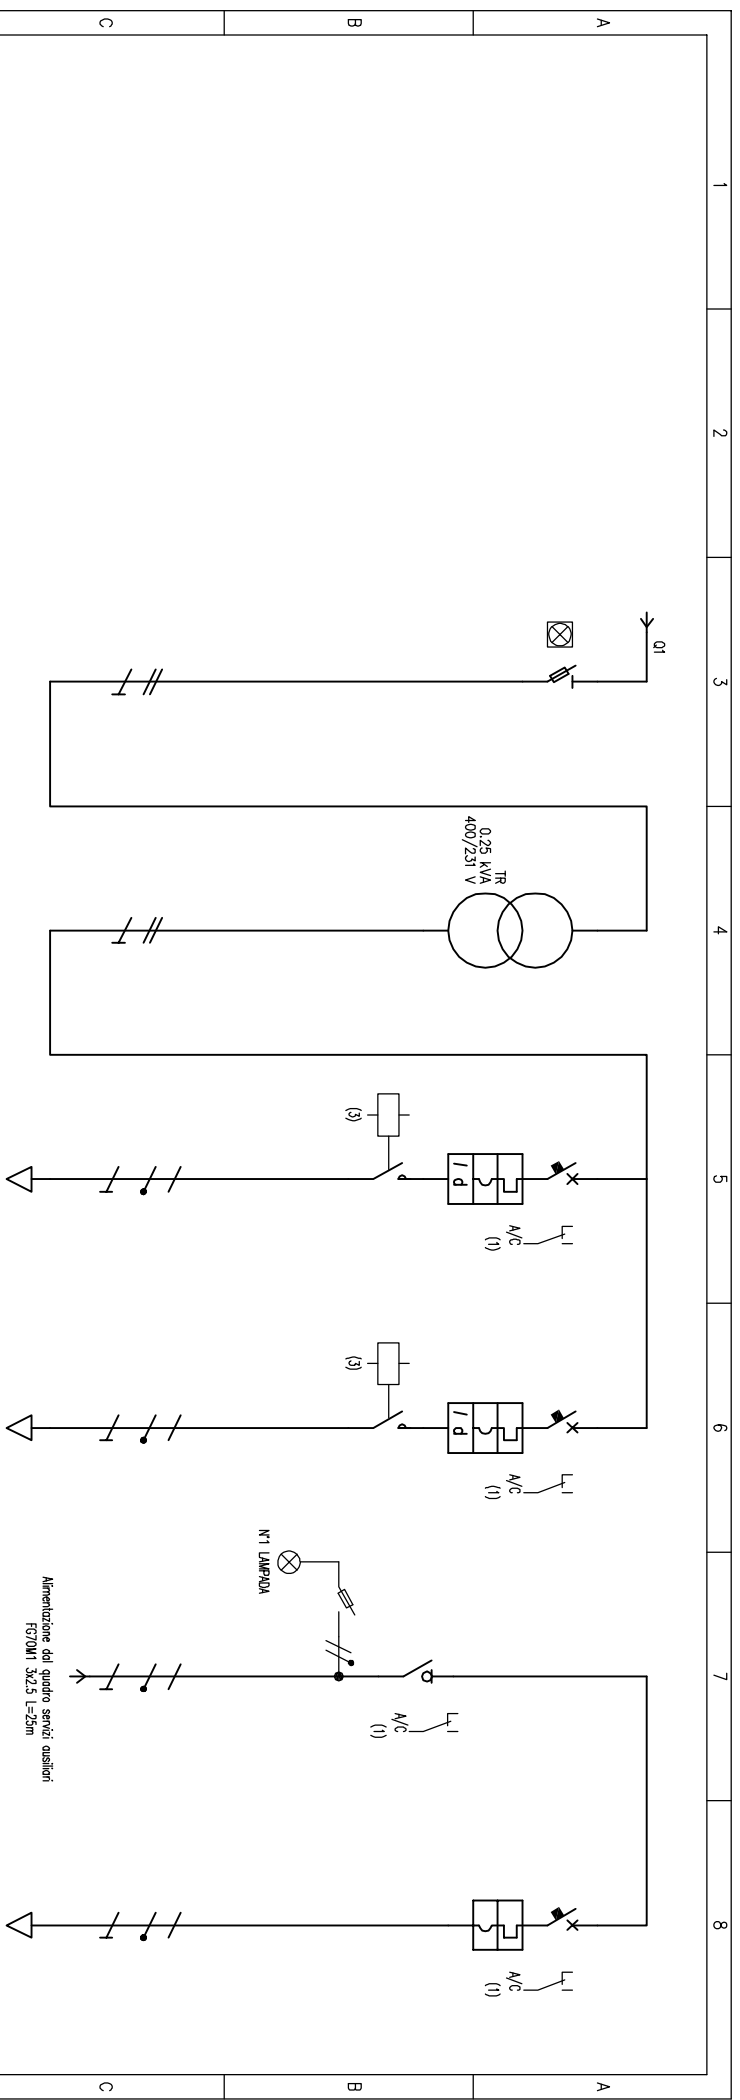 1
2
3
4
5
6
7
8
A
A
B
B
C
C
Q1
TR
0.25 kVA
400/231 V
A/C
(1)
(3)
A/C
(1)
(3)
A/C
(1)
N°1 LAMPADA
A/C
(1)
I d
I d
Alimentazione dal quadro servizi ausiliari
FG7OM1 3x2.5 L=25m